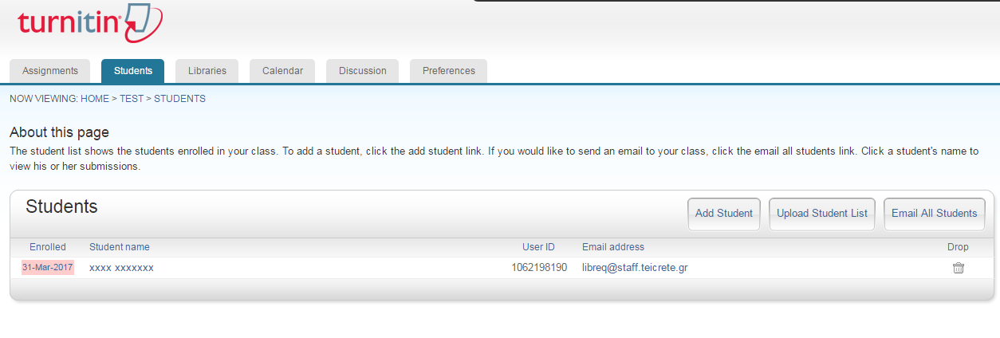 turnitin
Assignments Students Libraries Calendar Discussion Preferences
NOW VIEWING: HOME > TEST > STUDENTS
About this page
The student list shows the students enrolled in your class. To add a student, click the add student link. If you would like to send an email to your class, click the email all students link. Click a student's name to
view his or her submissions.
Students Add Student Upload Student List Email All Students
Enrolled Student name User ID Email address Drop
31-Mar-2017 xxxx xxxxxxx 1062198190 libreq@staff.teicrete.gr